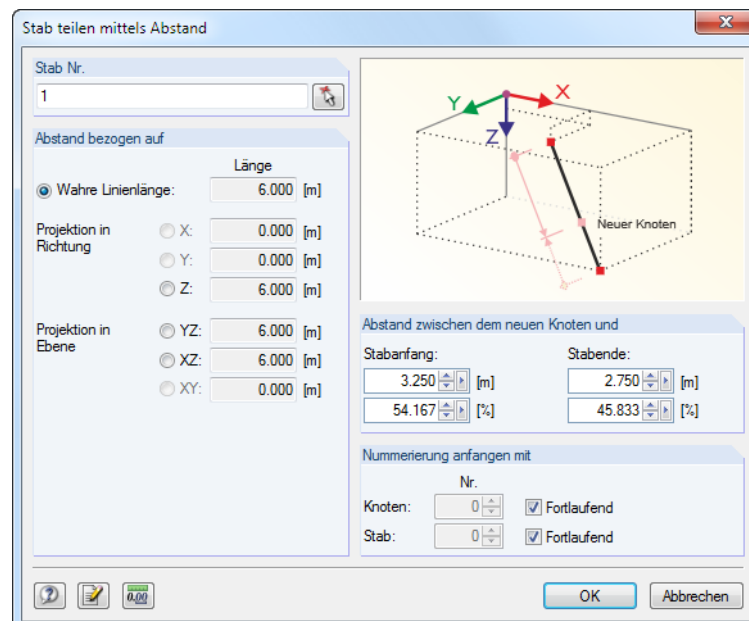 Stab teilen mittels Abstand
Stab Nr.
1
Abstand bezogen auf
Länge
Wahre Linienlänge: 6.000 [m]
Projektion in Richtung
X: 0.000 [m]
Y: 0.000 [m]
Z: 6.000 [m]
Projektion in Ebene
YZ: 6.000 [m]
XZ: 6.000 [m]
XY: 0.000 [m]
X
Y
Z
Neuer Knoten
Abstand zwischen dem neuen Knoten und
Stabanfang: Stabende:
3.250 [m] 2.750 [m]
54.167 [%] 45.833 [%]
Nummerierung anfangen mit
Nr.
Knoten: 0 Fortlaufend
Stab: 0 Fortlaufend
0.00
OK Abbrechen